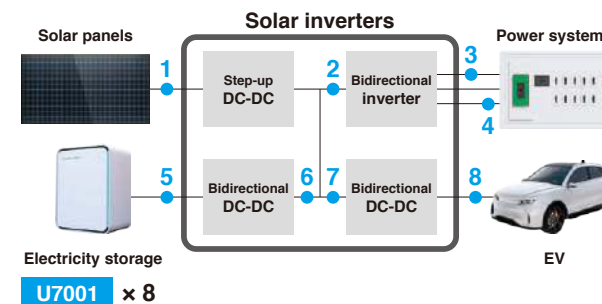 Solar inverters
Solar panels
Power system
1
Step-up
DC-DC
2
Bidirectional
inverter
3
4
5
Bidirectional
DC-DC
6
7
Bidirectional
DC-DC
8
Electricity storage
EV
U7001 × 8